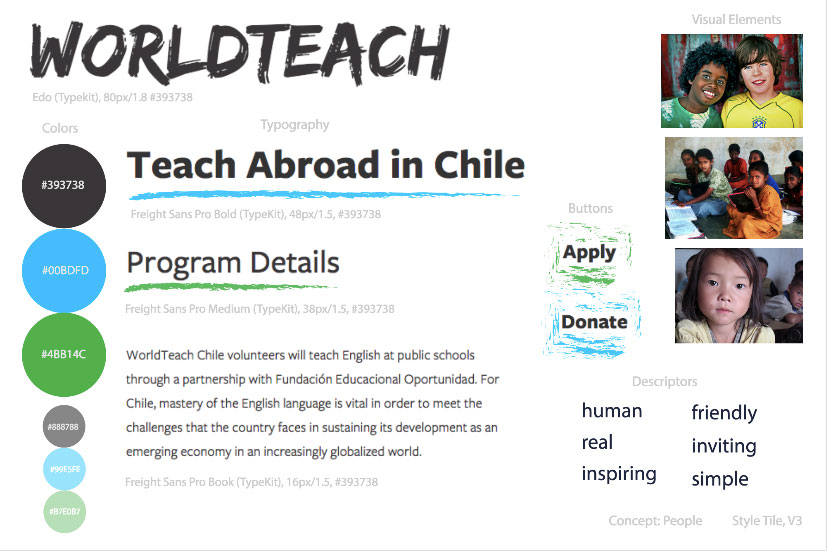 WORLDTEACH
Edo (Typekit), 80px/1.8 #393738
Colors
#393738
#00BDFD
#4BB14C
#888788
#99E5FE
#B7E0B7
Typography
Teach Abroad in Chile
Freight Sans Pro Bold (TypeKit), 48px/1.5, #393738
Program Details
Freight Sans Pro Medium (TypeKit), 38px/1.5, #393738
WorldTeach Chile volunteers will teach English at public schools
through a partnership with Fundación Educacional Oportunidad. For
Chile, mastery of the English language is vital in order to meet the
challenges that the country faces in sustaining its development as an
emerging economy in an increasingly globalized world.
Freight Sans Pro Book (TypeKit), 16px/1.5, #393738
Buttons
Apply
Donate
Visual Elements
Descriptors
human
real
inspiring
friendly
inviting
simple
Concept: People
Style Tile, V3